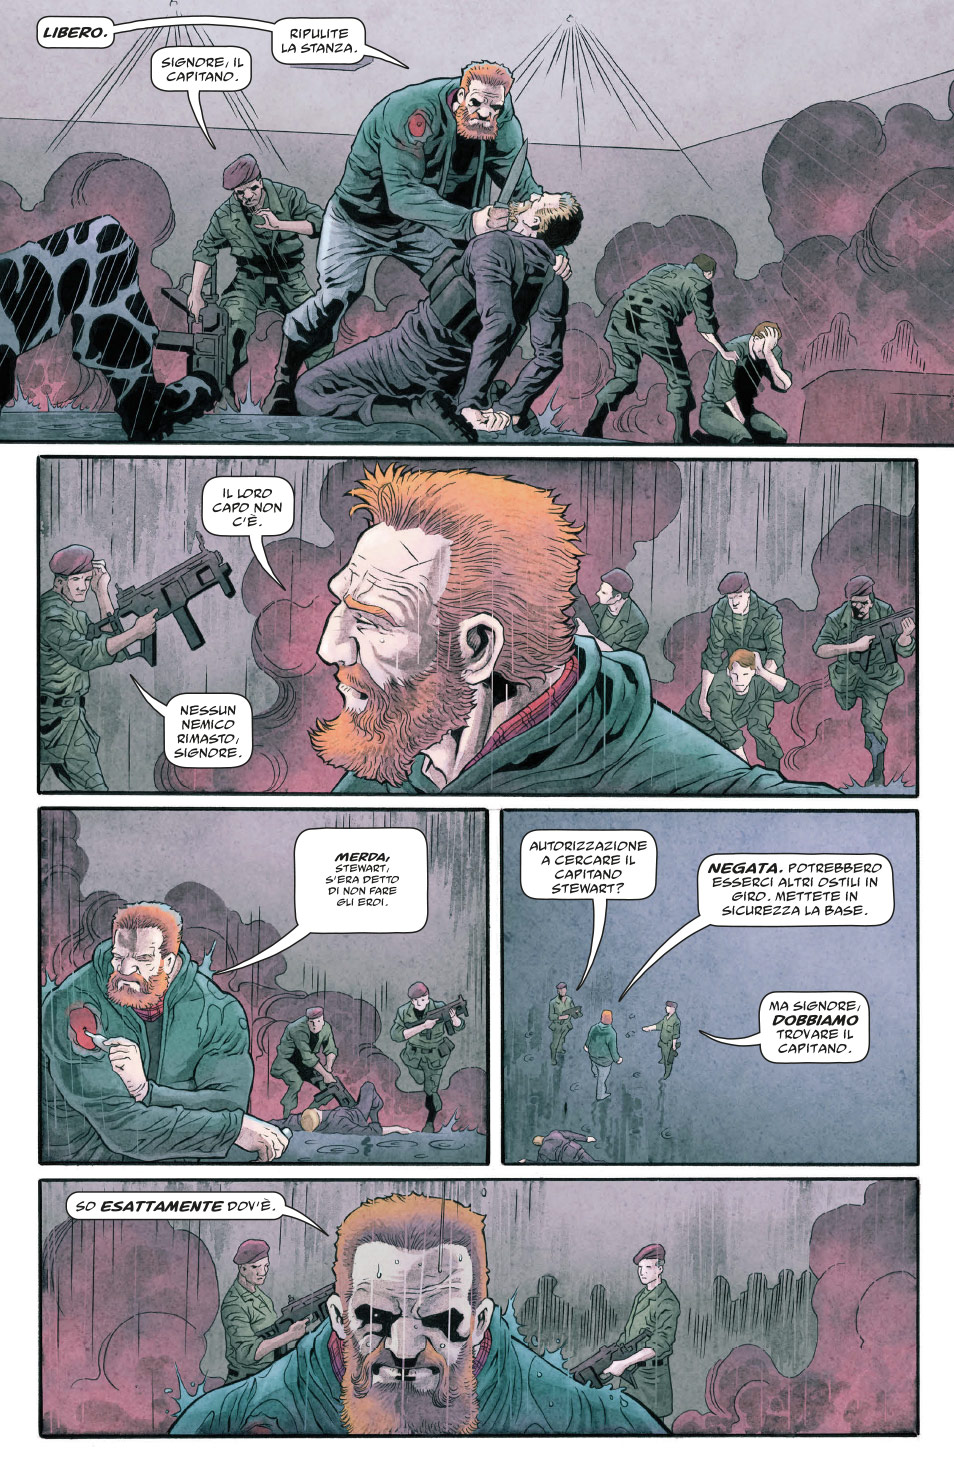 LIBERO.
RIPULITE
LA STANZA.
SIGNORE, IL
CAPITANO.
IL LORO
CAPO NON
C'È.
NESSUN
NEMICO
RIMASTO,
SIGNORE.
MERDA,
STEWART,
S'ERA DETTO
DI NON FARE
GLI EROI.
AUTORIZZAZIONE
A CERCARE IL
CAPITANO
STEWART?
NEGATA. POTREBBERO
ESSERCI ALTRI OSTILI IN
GIRO. METTETE IN
SICUREZZA LA BASE.
MA SIGNORE,
DOBBIAMO
TROVARE IL
CAPITANO.
SO ESATTAMENTE DOV'È.